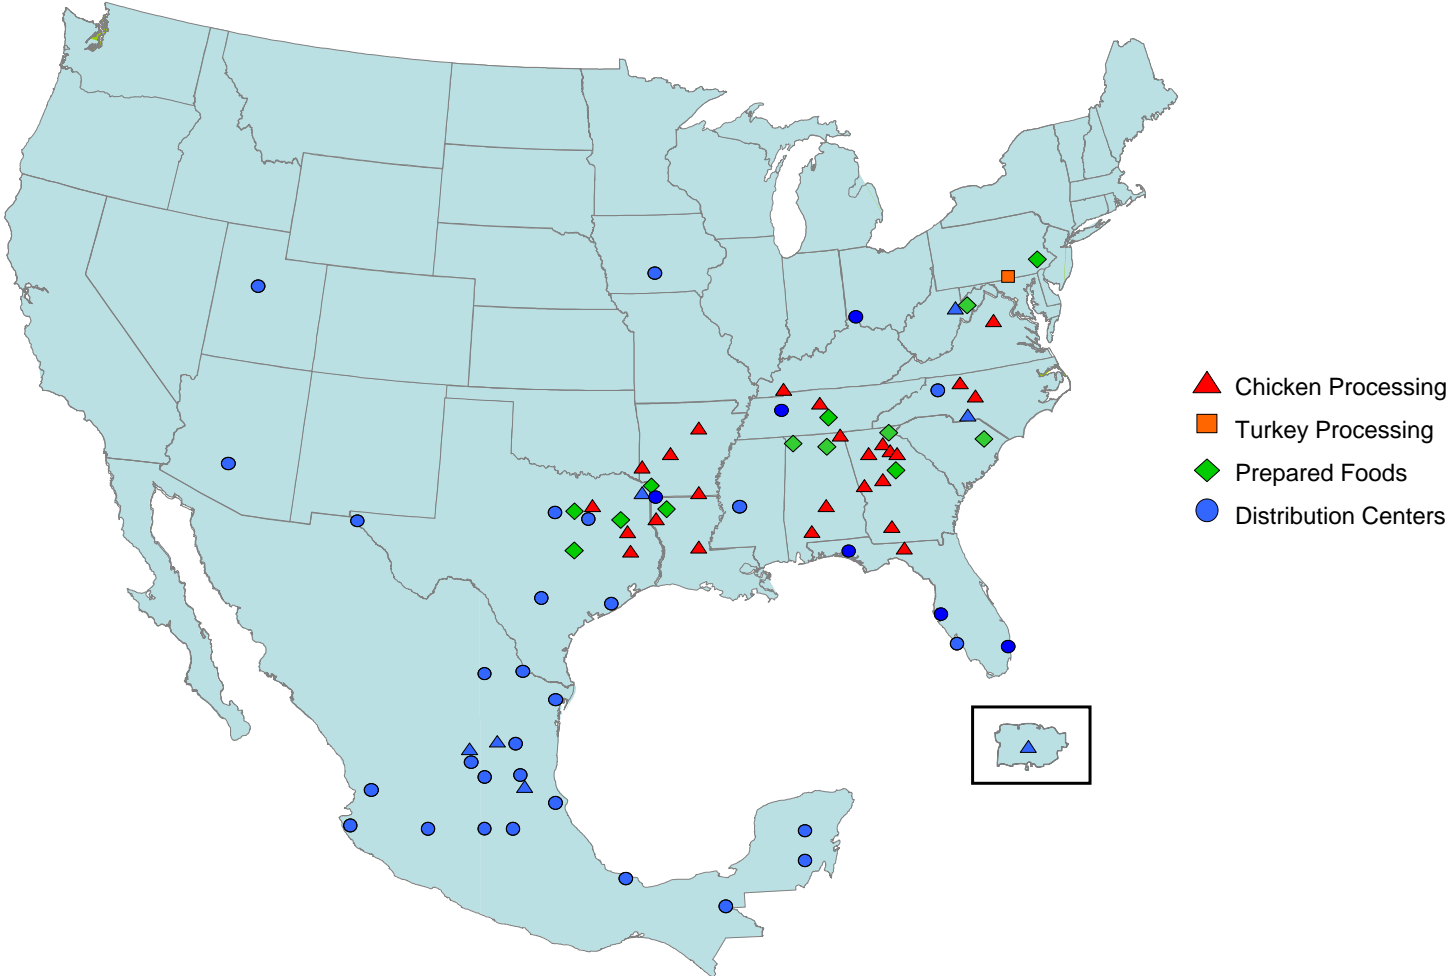 Chicken Processing
Turkey Processing
Prepared Foods
Distribution Centers